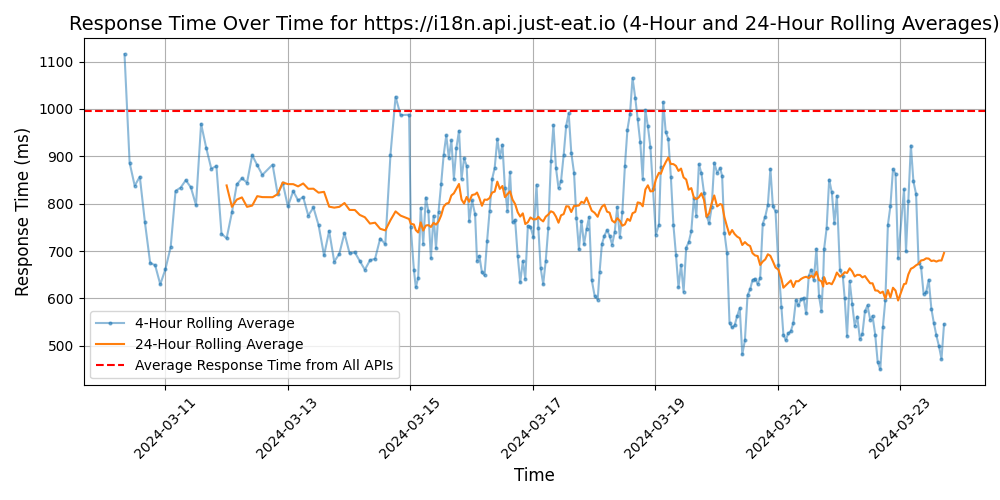 Response Time Over Time for https://i18n.api.just-eat.io (4-Hour and 24-Hour Rolling Averages)
Response Time (ms)
1100
1000
900
800
700
600
500
4-Hour Rolling Average
24-Hour Rolling Average
Average Response Time from All APIs
2024-03-11
2024-03-13
2024-03-15
2024-03-17
2024-03-19
2024-03-21
2024-03-23
Time